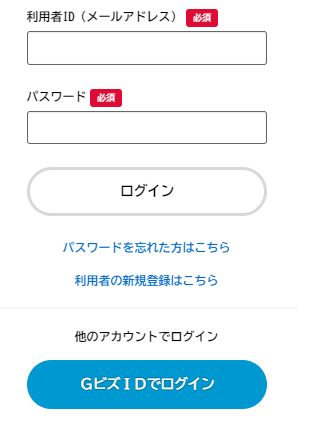 利用者ID（メールアドレス） 必須
パスワード 必須
ログイン
パスワードを忘れた方はこちら
利用者の新規登録はこちら
他のアカウントでログイン
GビズＩＤでログイン